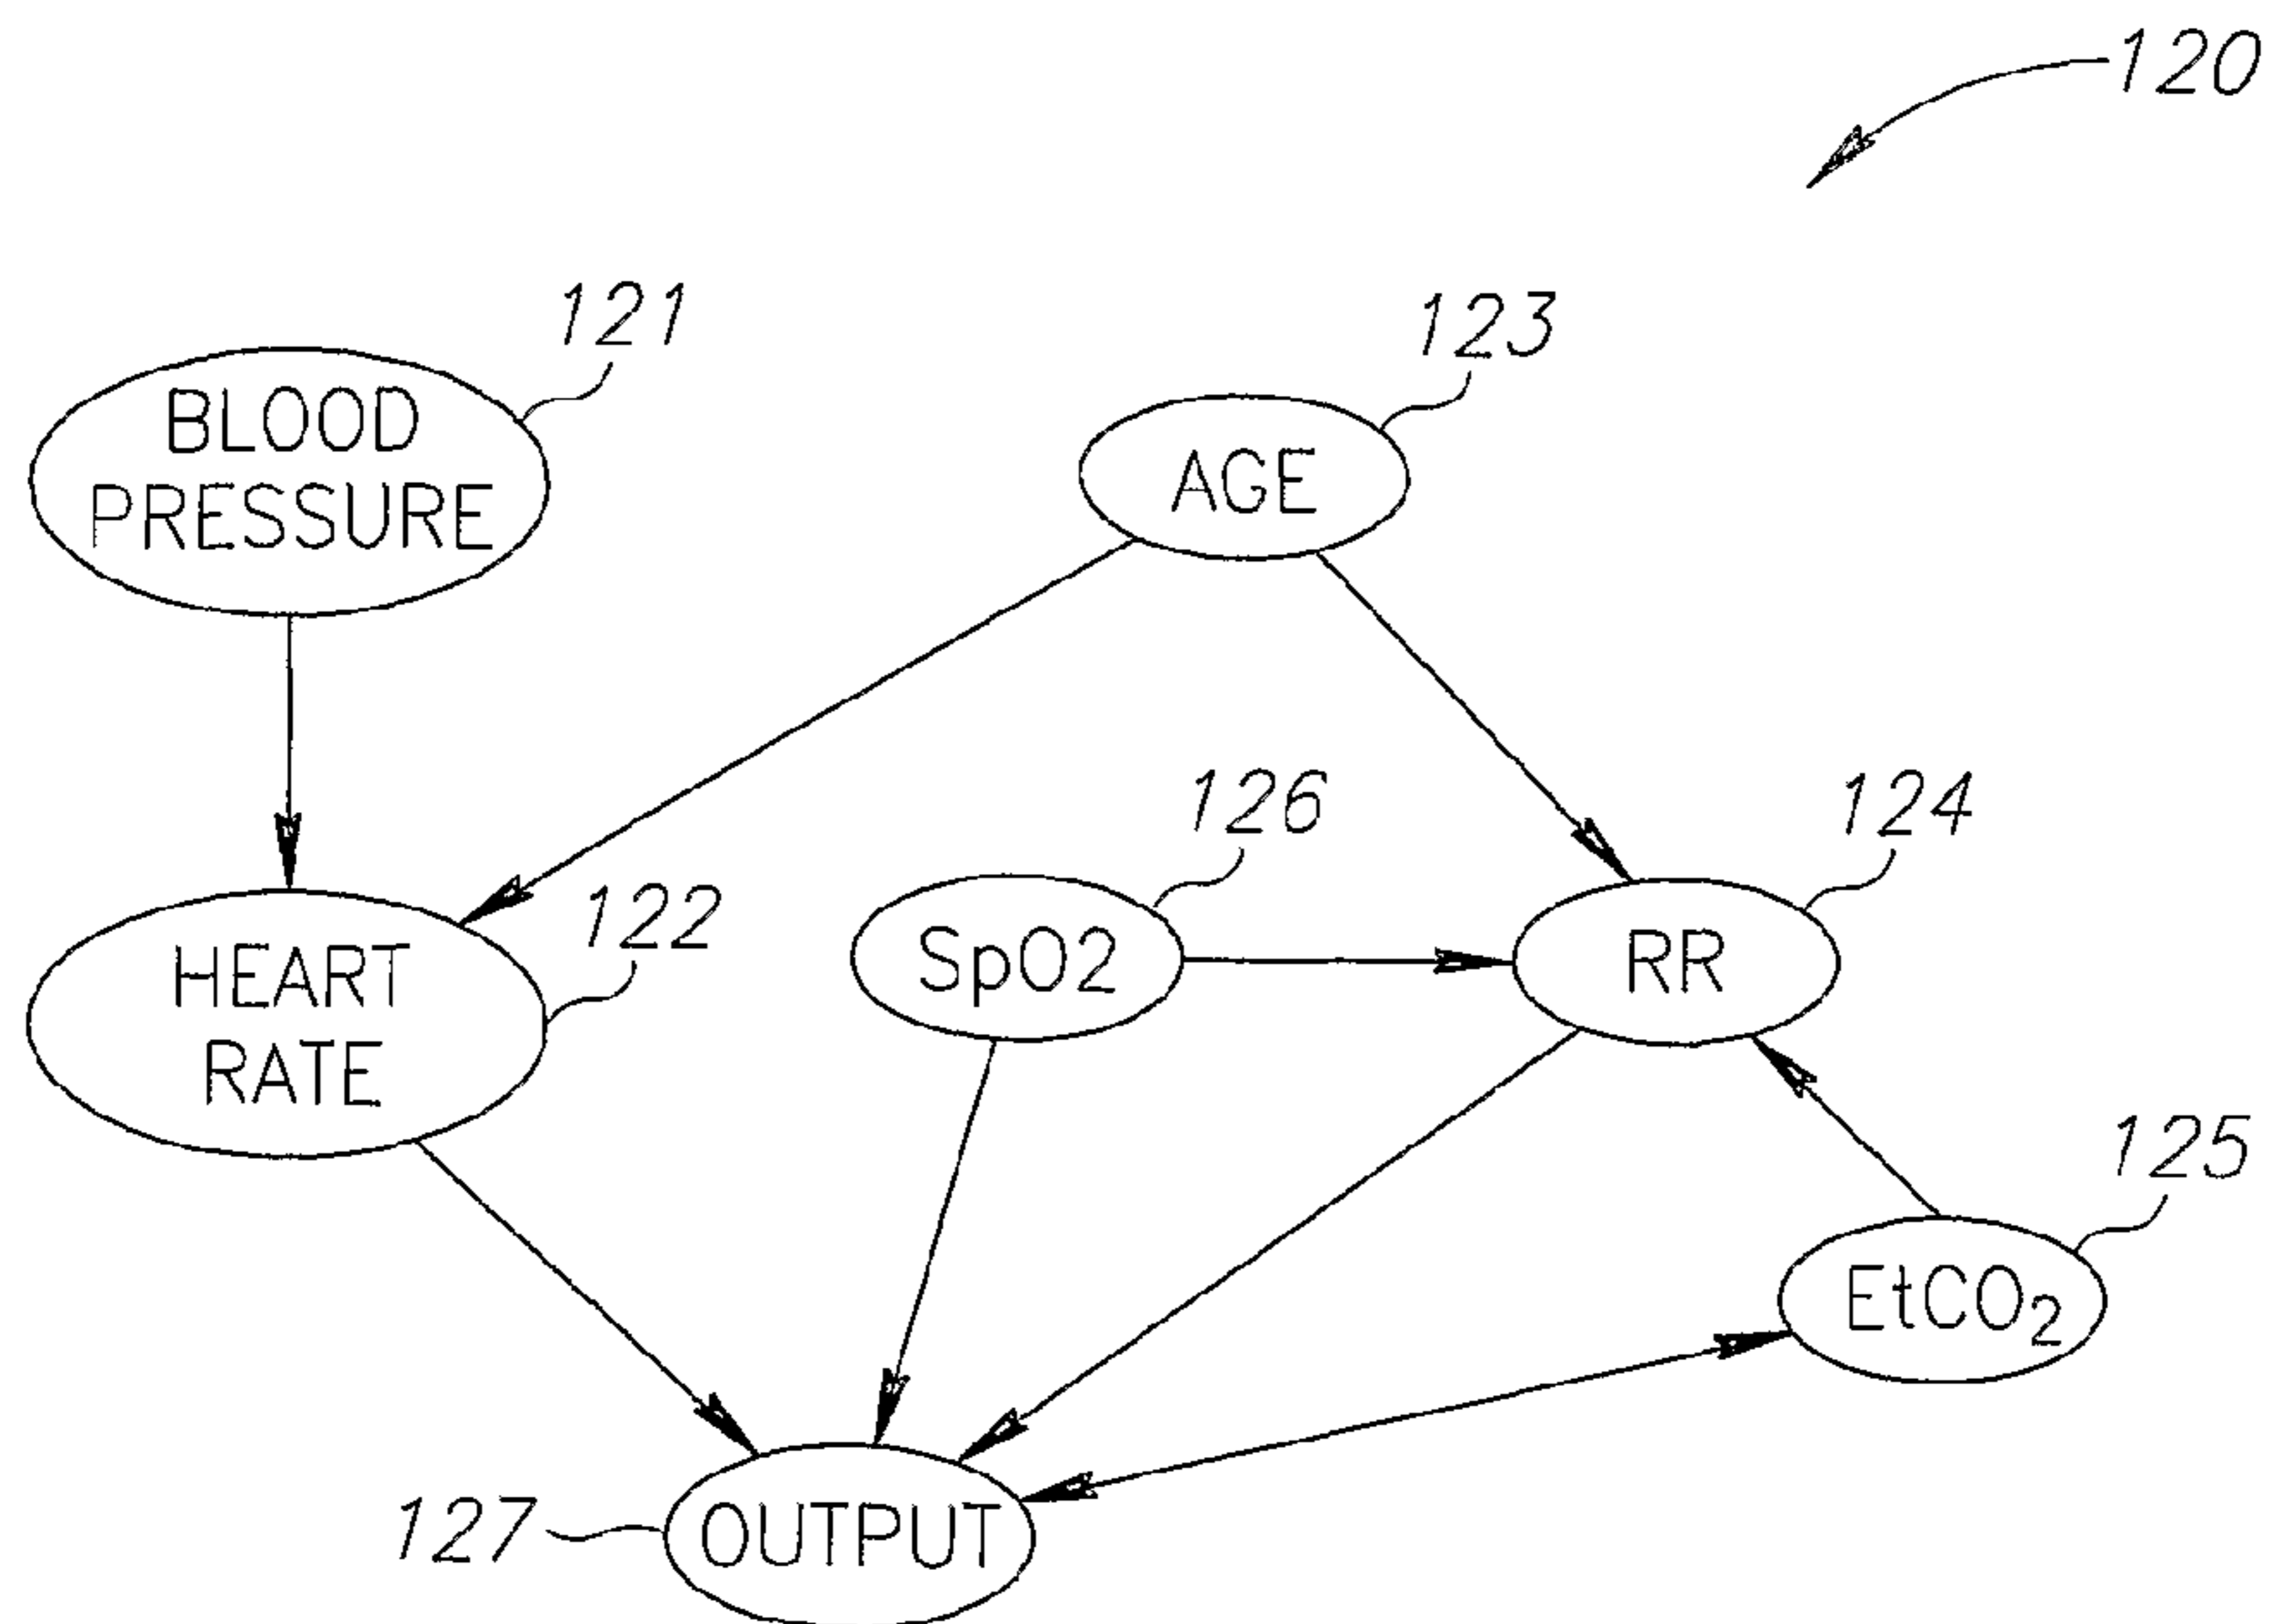 120
121
123
BLOOD
PRESSURE
AGE
126
124
122
HEART
RATE
SpO2
RR
125
EtCO₂
127
OUTPUT